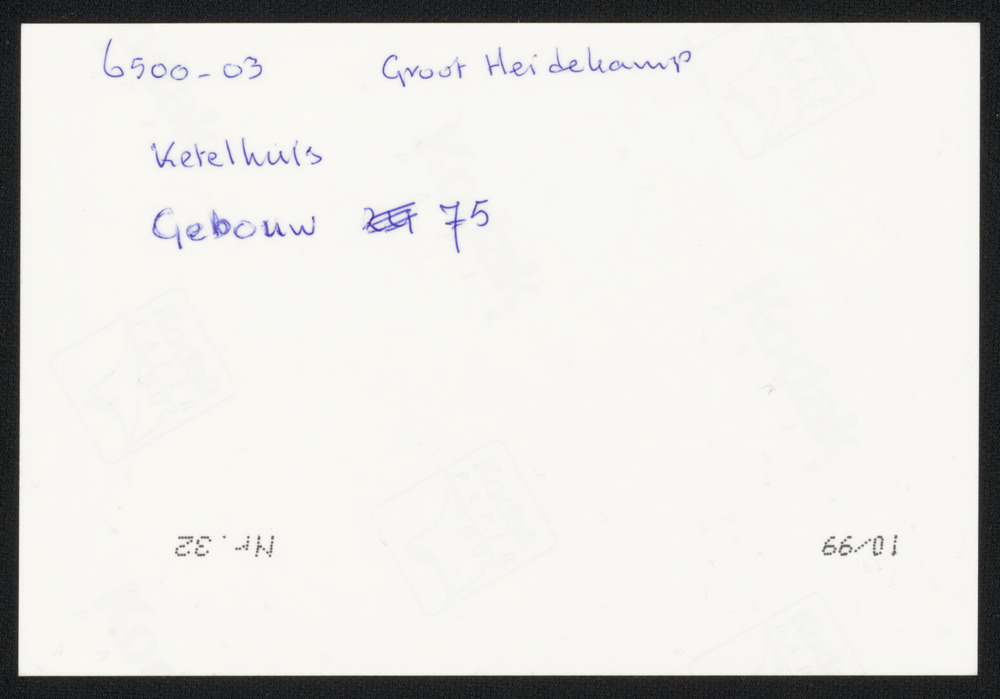 6500-03 Groot Heidekamp
Ketelhuis
Gebouw 75
Nr. 32 10/99